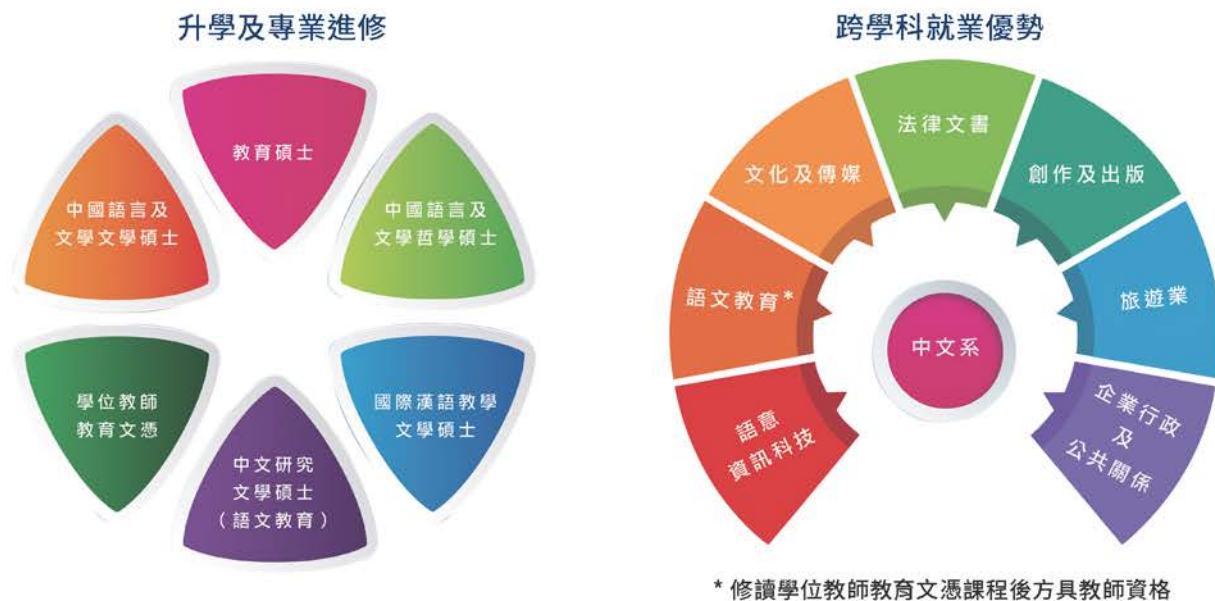 升學及專業進修
教育碩士
中國語言及
文學文學碩士
中國語言及
文學哲學碩士
學位教師
教育文憑
國際漢語教學
文學碩士
中文研究
文學碩士
（語文教育）
跨學科就業優勢
法律文書
文化及傳媒
創作及出版
語文教育*
旅遊業
中文系
語意
資訊科技
企業行政
及
公共關係
* 修讀學位教師教育文憑課程後方具教師資格